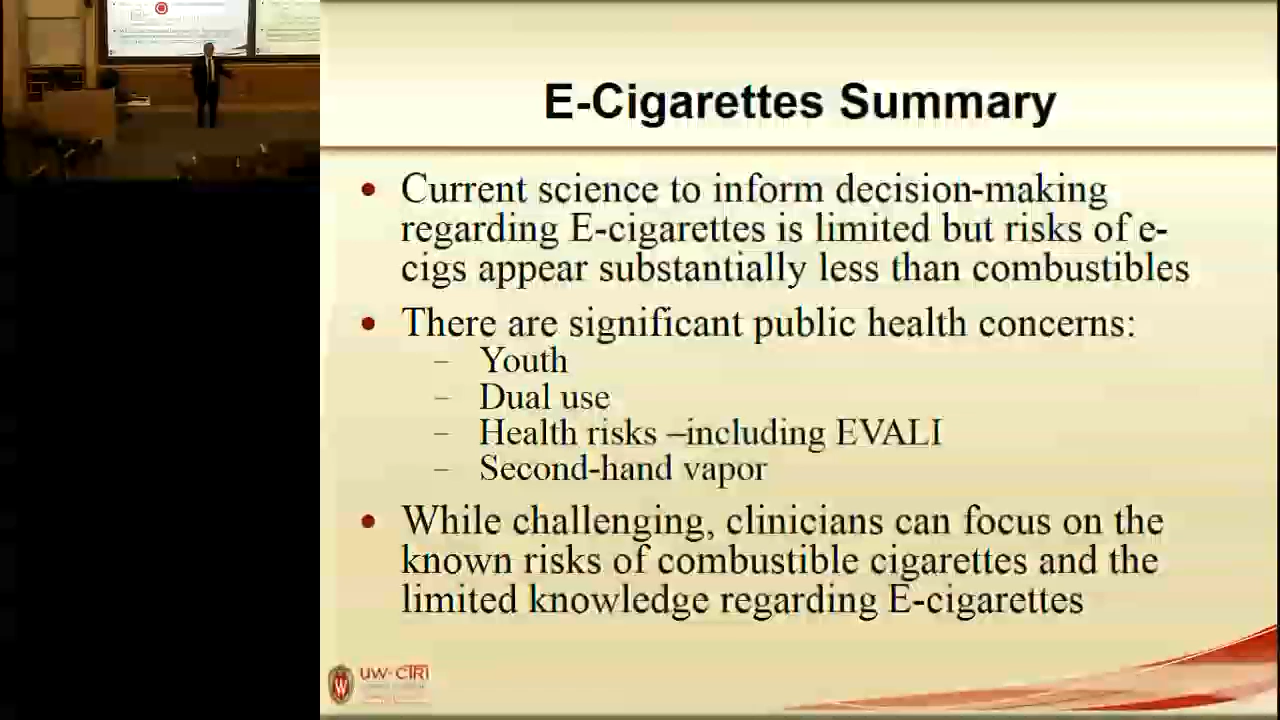 E-Cigarettes Summary
• Current science to inform decision-making
regarding E-cigarettes is limited but risks of e-
cigs appear substantially less than combustibles
• There are significant public health concerns:
– Youth
– Dual use
– Health risks –including EVALI
– Second-hand vapor
• While challenging, clinicians can focus on the
known risks of combustible cigarettes and the
limited knowledge regarding E-cigarettes
W
UW-CTRI